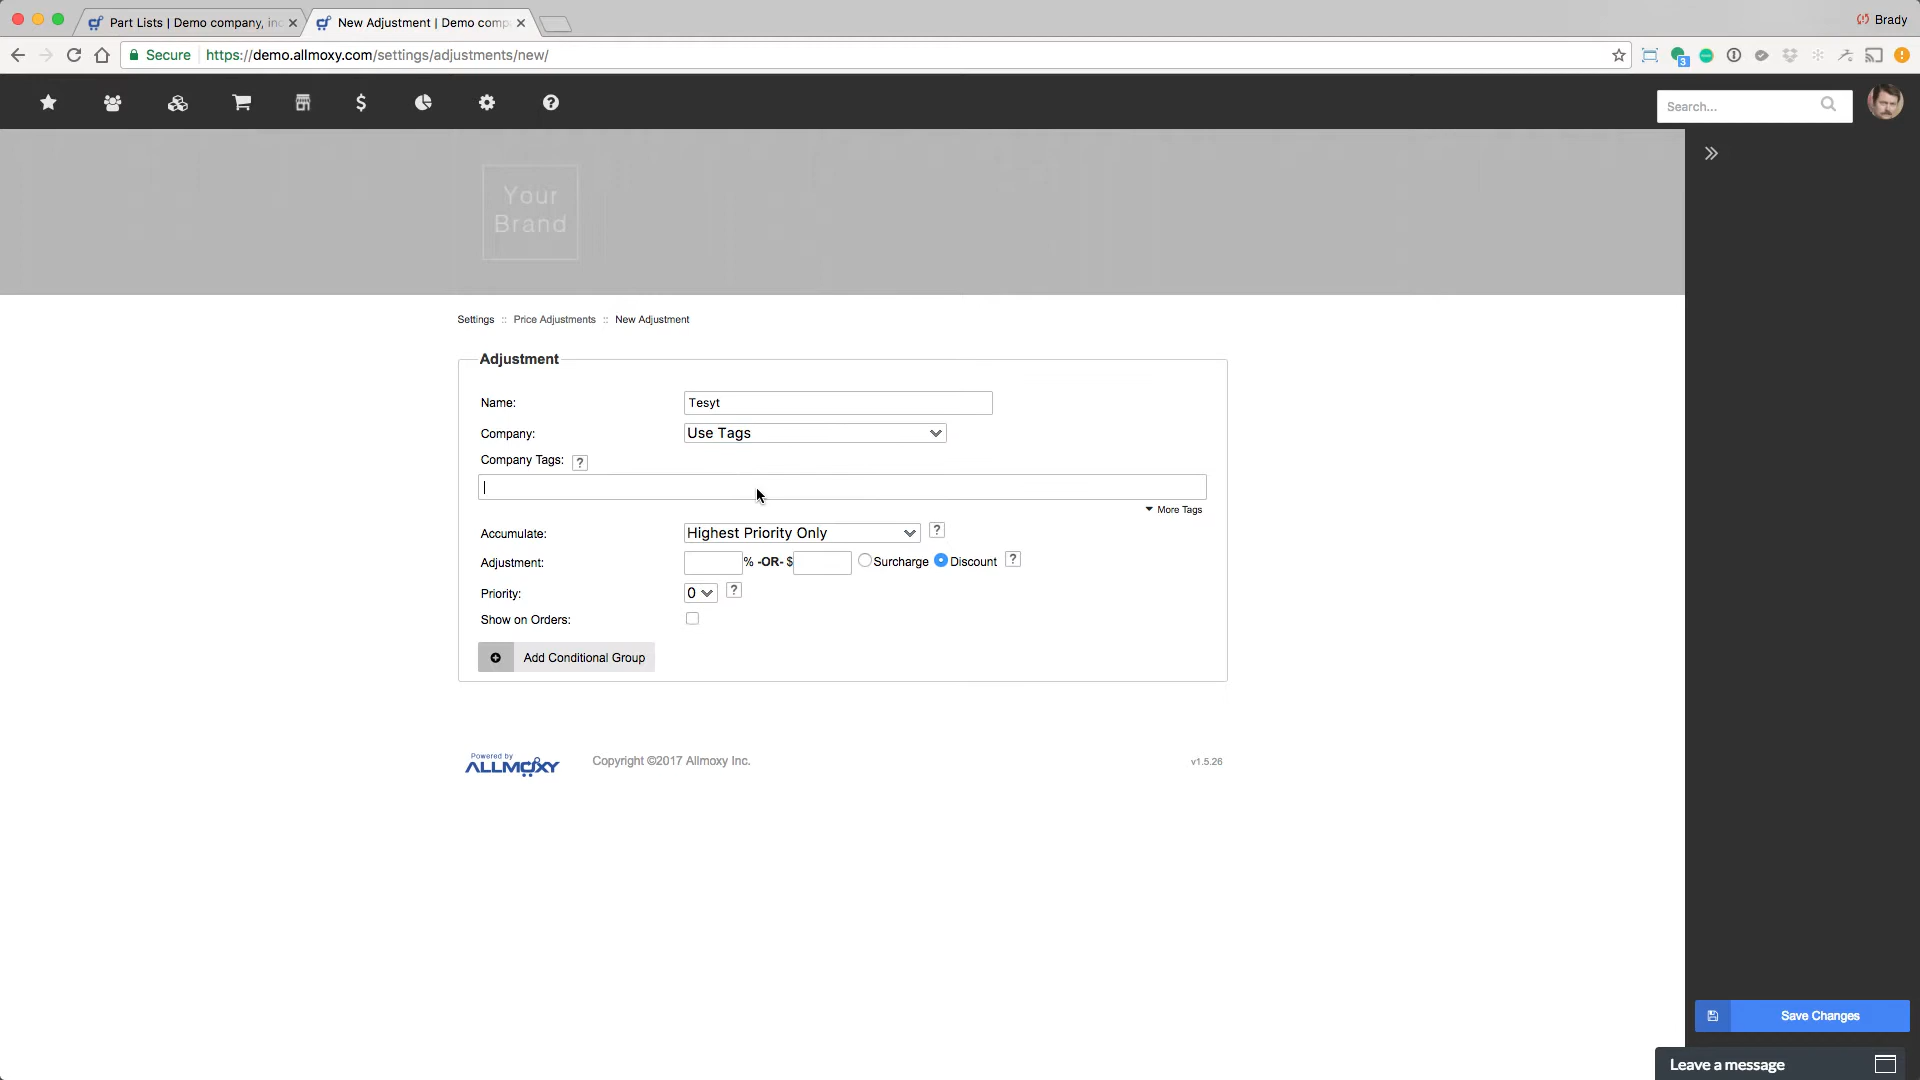 Part Lists | Demo company, in
New Adjustment | Demo comp
Brady
Secure
https://demo.allmoxy.com/settings/adjustments/new/
3
Search...
Your
Brand
Settings :: Price Adjustments :: New Adjustment
Adjustment
Name: Tesyt
Company: Use Tags
Company Tags: ?
More Tags
Accumulate: Highest Priority Only ?
Adjustment: % -OR- $ Surcharge Discount ?
Priority: 0 ?
Show on Orders:
Add Conditional Group
Powered by
ALLMOXY
Copyright ©2017 Allmoxy Inc.
v1.5.26
Save Changes
Leave a message